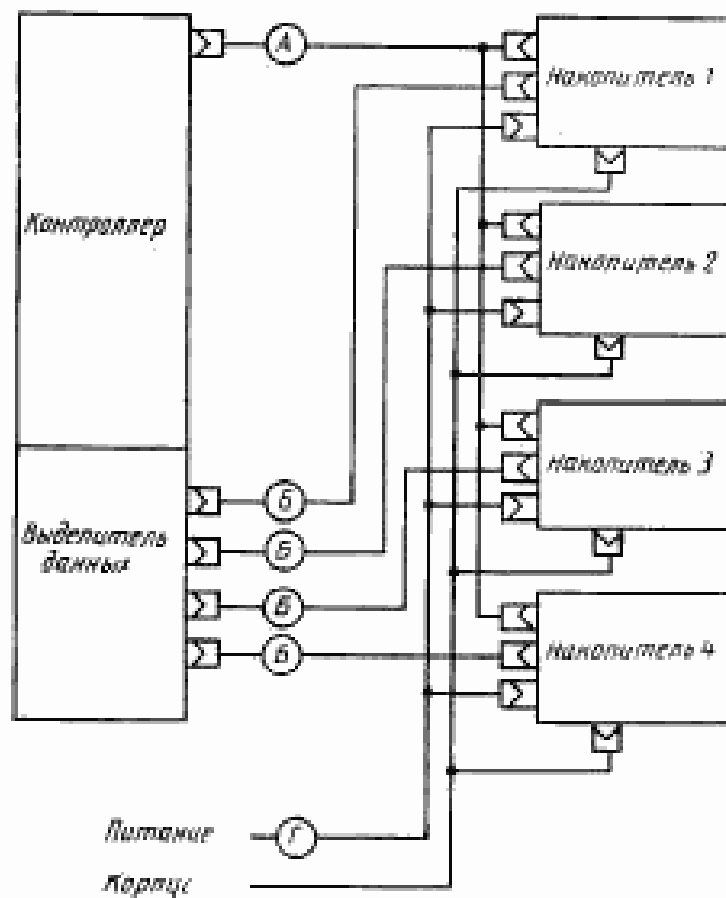 А
Накопитель 1
Контроллер
Накопитель 2
Накопитель 3
Б
Выделитель
данных
Б
Б
Б
Накопитель 4
Питание
Г
Корпус